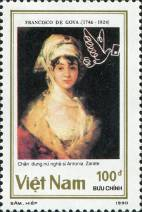 FRANCISCO DE GOYA (1746 - 1828)
Chân dung nữ nghệ sĩ Antonia Zarate
100đ
Việt Nam BƯU CHÍNH
1990